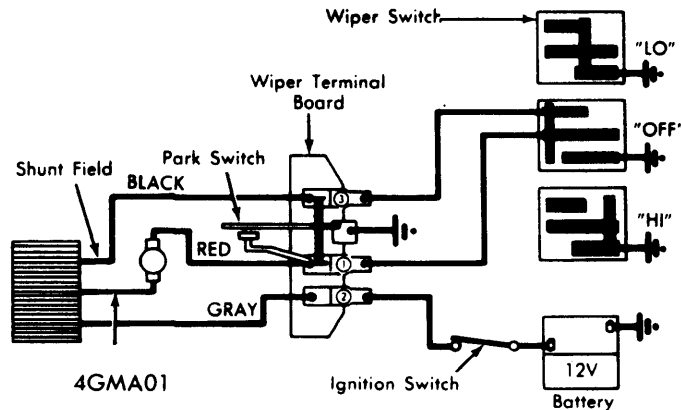 Wiper Switch
"LO"
Wiper Terminal
Board
Park Switch
"OFF"
Shunt Field
BLACK
3
"HI"
RED
1
GRAY
2
4GMA01
Ignition Switch
12V
Battery